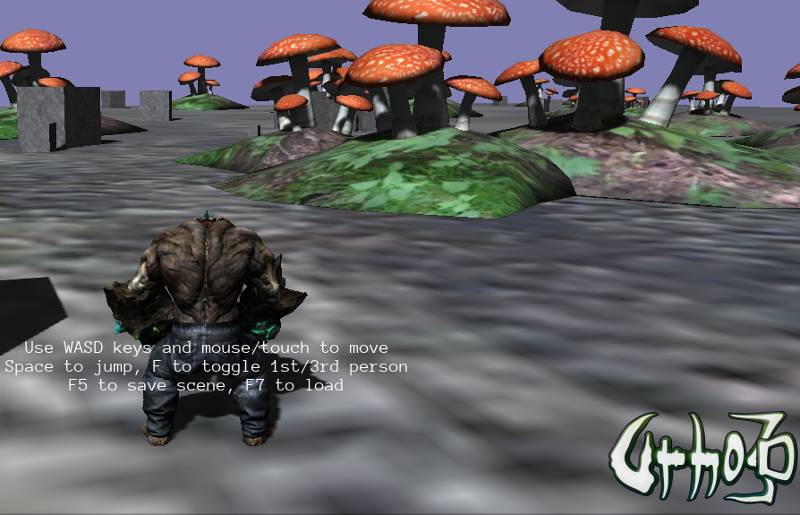 Use WASD keys and mouse/touch to move
Space to jump, F to toggle 1st/3rd person
F5 to save scene, F7 to load
Urho3D